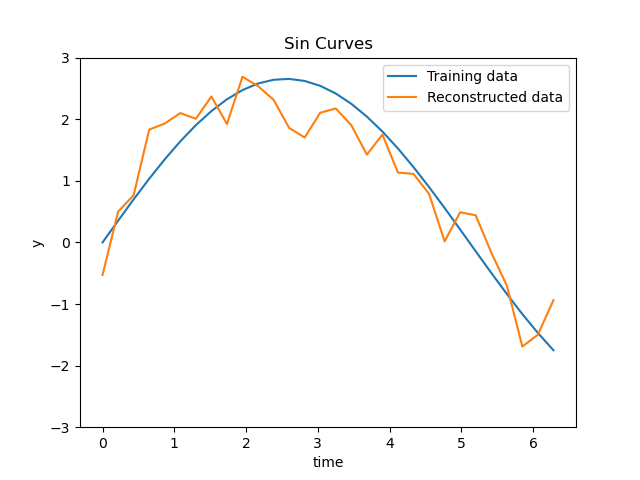 Sin Curves
Training data
Reconstructed data
3
2
1
0
−1
−2
−3
y
0
1
2
3
4
5
6
time